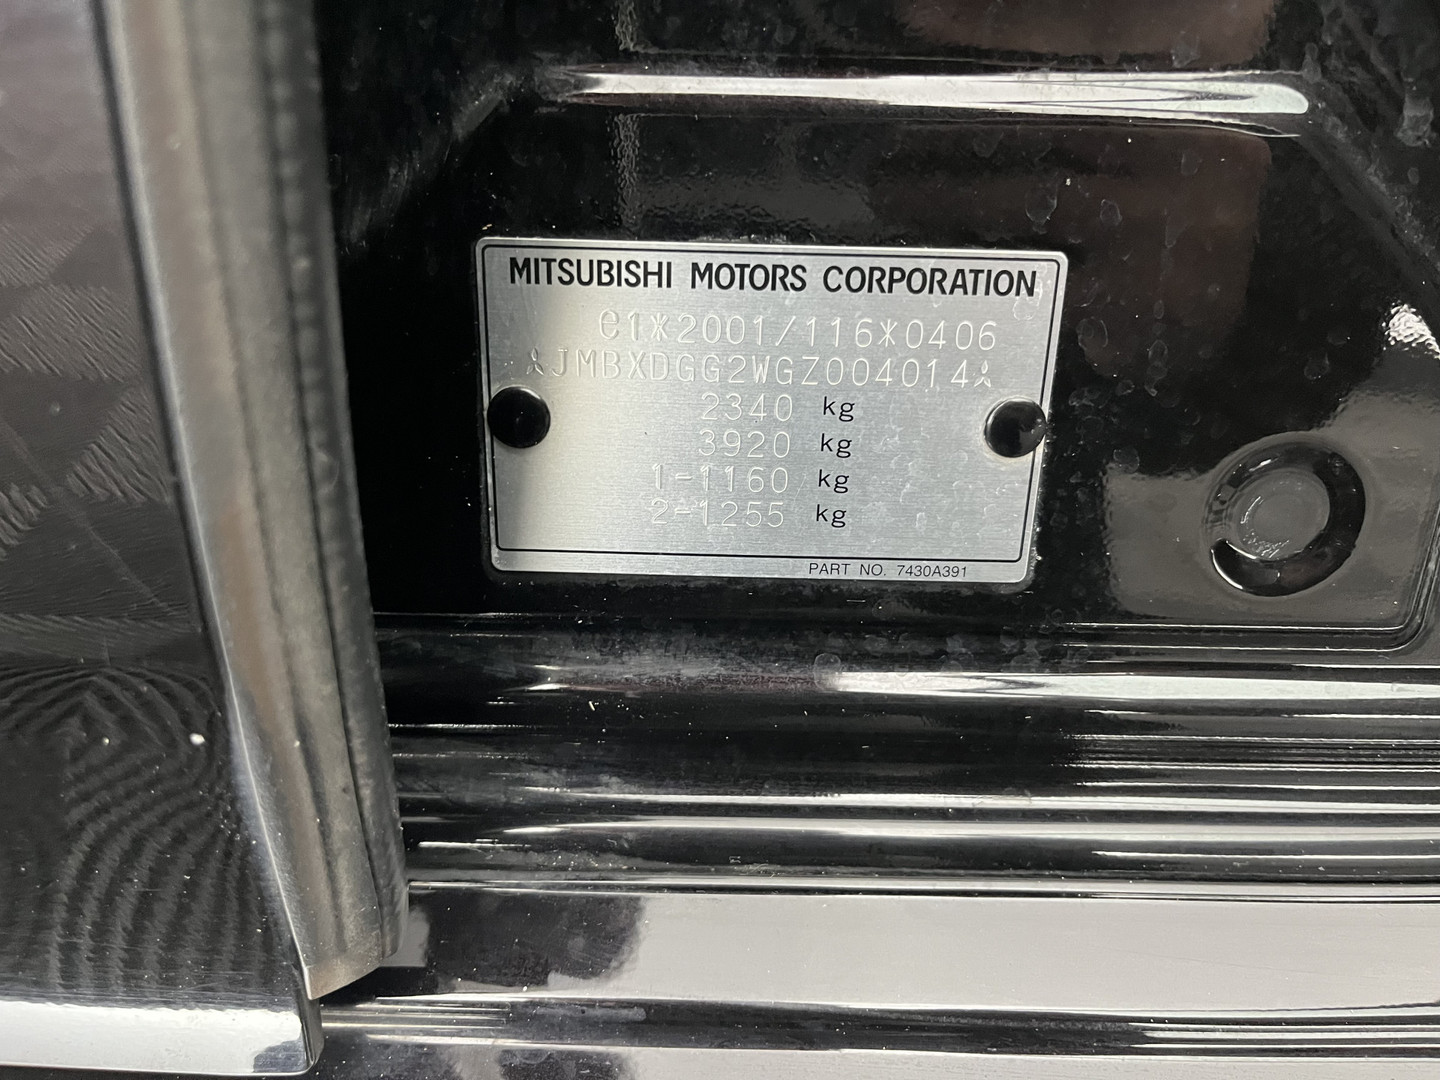 MITSUBISHI MOTORS CORPORATION
e1*2001/116*0406
JMBXDGG2WGZ004014
2340 kg
3920 kg
1-1160 kg
2-1255 kg
PART NO. 7430A391